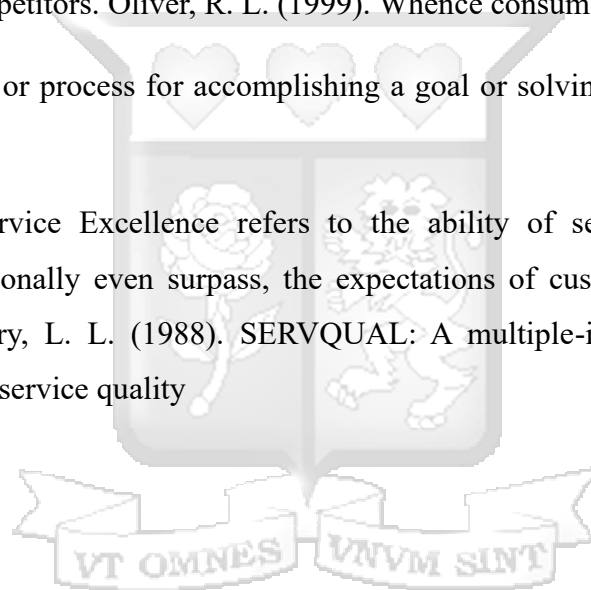 petitors. Oliver, R. L. (1999). Whence consum
or process for accomplishing a goal or solvin
rvice Excellence refers to the ability of se
onally even surpass, the expectations of cus
ry, L. L. (1988). SERVQUAL: A multiple-i
service quality
VT OMNES VNVM SINT